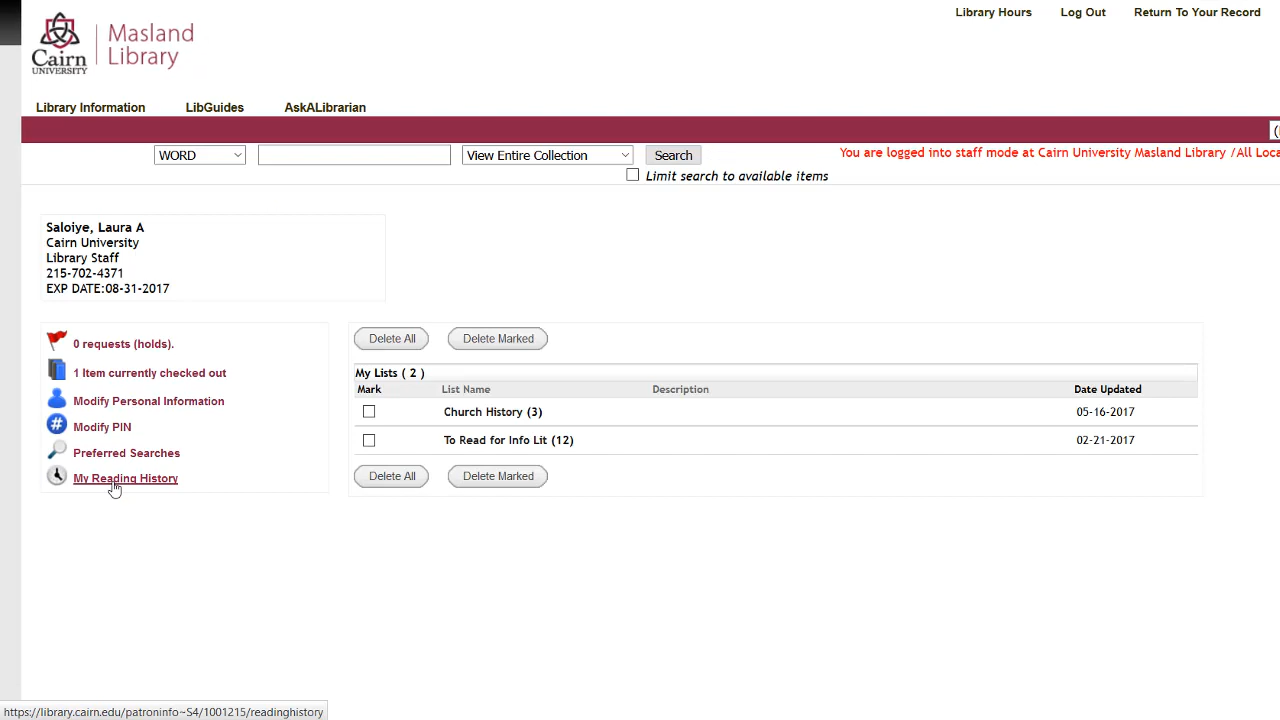 Library Hours Log Out Return To Your Record
Cairn UNIVERSITY Masland Library
Library Information LibGuides AskALibrarian
WORD View Entire Collection Search
You are logged into staff mode at Cairn University Masland Library /All Loca
Limit search to available items
Saloiye, Laura A
Cairn University
Library Staff
215-702-4371
EXP DATE:08-31-2017
0 requests (holds).
1 Item currently checked out
Modify Personal Information
# Modify PIN
Preferred Searches
My Reading History
Delete All Delete Marked
My Lists ( 2 )
Mark List Name Description Date Updated
Church History (3) 05-16-2017
To Read for Info Lit (12) 02-21-2017
Delete All Delete Marked
https://library.cairn.edu/patroninfo~S4/1001215/readinghistory